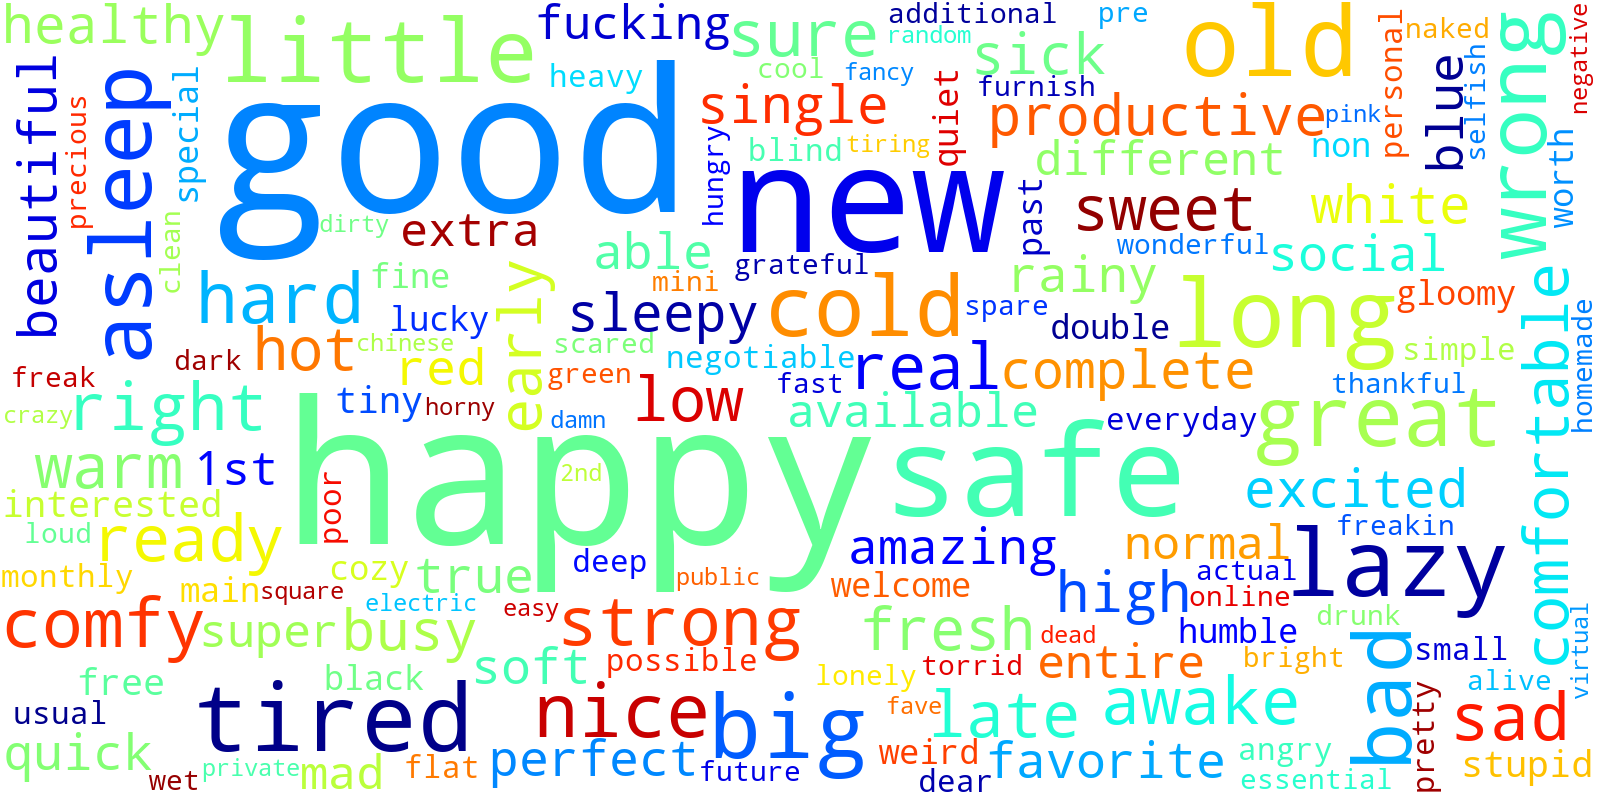 healthy
little
fucking
sure
additional
random
pre
sick
old
naked
personal
wrong
negative
beautiful
precious
asleep
special
good
heavy
cool
fancy
furnish
single
quiet
productive
pink
blue
selfish
hungry
blind
tiring
different
non
worth
clean
dirty
extra
new
past
sweet
white
able
wonderful
social
grateful
hard
fine
mini
rainy
gloomy
early
lucky
sleepy
cold
spare
double
long
comfortable
homemade
hot
chinese
scared
negotiable
real
complete
simple
dark
red
green
fast
thankful
freak
tiny
horny
low
damn
available
everyday
great
crazy
right
happy
safe
warm
1st
2nd
poor
excited
interested
loud
ready
amazing
normal
freakin
lazy
monthly
main
square
cozy
true
deep
public
welcome
high
actual
online
electric
easy
comfy
super
busy
strong
fresh
dead
humble
drunk
bad
small
virtual
free
black
soft
possible
lonely
torrid
entire
bright
alive
usual
tired
nice
big
fave
late
awake
pretty
sad
quick
wet
private
mad
flat
perfect
future
weird
dear
favorite
angry
essential
stupid